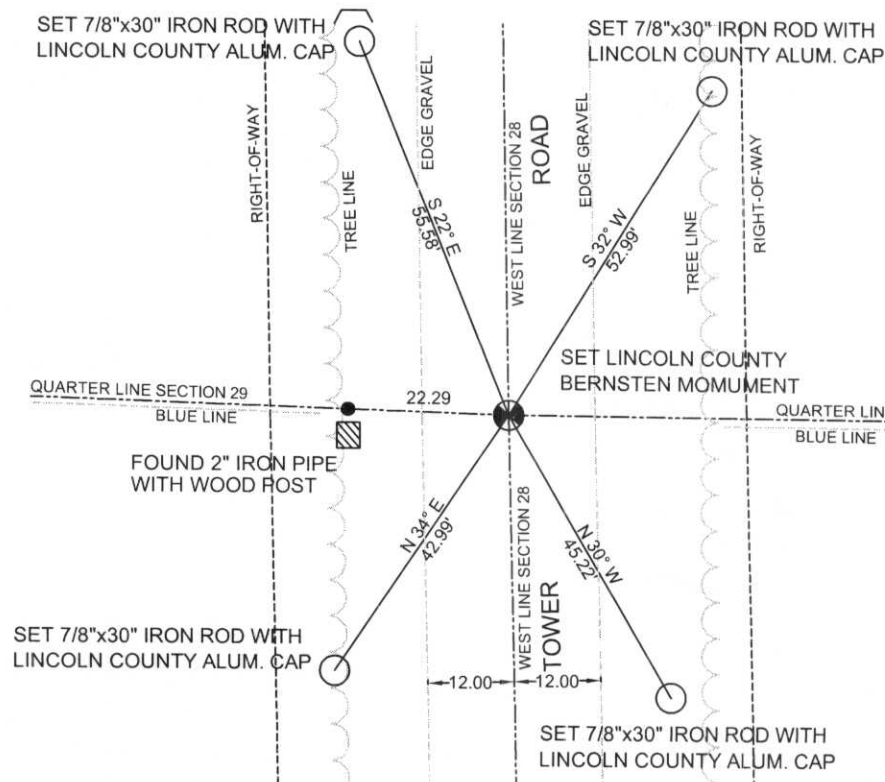 SET 7/8"x30" IRON ROD WITH
LINCOLN COUNTY ALUM. CAP
SET 7/8"x30" IRON ROD WITH
LINCOLN COUNTY ALUM. CAP
RIGHT-OF-WAY
TREE LINE
EDGE GRAVEL
S 22° E
55.58'
WEST LINE SECTION 28
ROAD
EDGE GRAVEL
S 32° W
52.99'
TREE LINE
RIGHT-OF-WAY
SET LINCOLN COUNTY
BERNSTEN MOMUMENT
QUARTER LINE SECTION 29
BLUE LINE
22.29
QUARTER LIN
BLUE LINE
FOUND 2" IRON PIPE
WITH WOOD POST
N 34° E
42.99'
WEST LINE SECTION 28
TOWER
N 30° W
45.22'
SET 7/8"x30" IRON ROD WITH
LINCOLN COUNTY ALUM. CAP
12.00
12.00
SET 7/8"x30" IRON ROD WITH
LINCOLN COUNTY ALUM. CAP